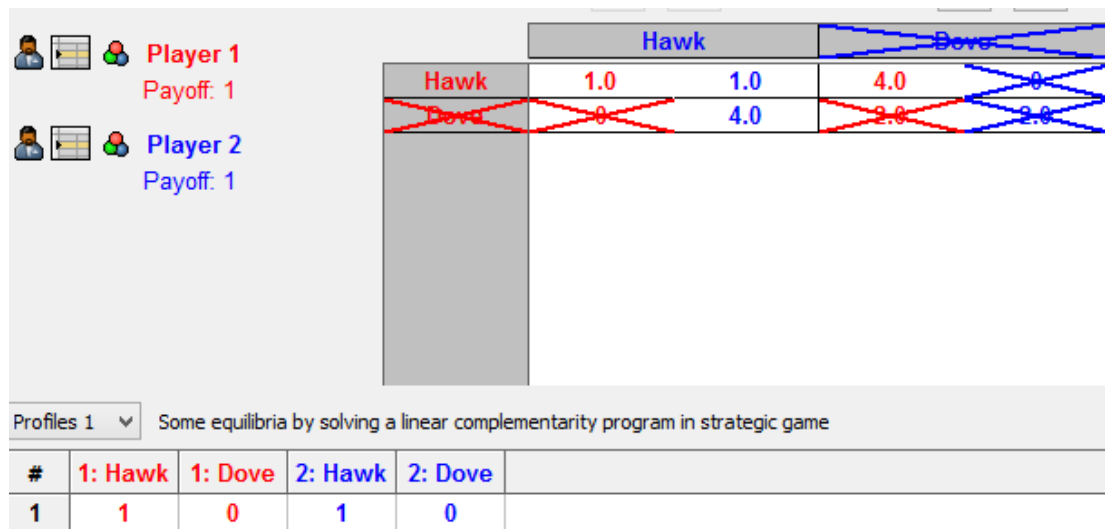 Player 1
Payoff: 1
Player 2
Payoff: 1
Hawk Dove
Hawk 1.0 1.0 4.0 0
Dove 0 4.0 2.0 2.0
Profiles 1 Some equilibria by solving a linear complementarity program in strategic game
# 1: Hawk 1: Dove 2: Hawk 2: Dove
1 1 0 1 0